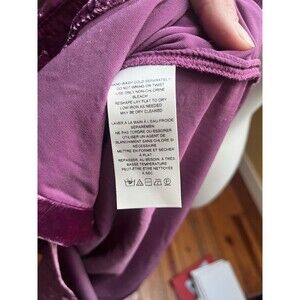 HAND WASH COLD SEPARATELY
DO NOT WRING OR TWIST
USE ONLY NON-CHLORINE
BLEACH
RESHAPE LAY FLAT TO DRY
LOW IRON AS NEEDED
MAY BE DRY CLEANED
LAVER A LA MAIN A L'EAU FROIDE
SEPAREMENT
NE PAS TORDRE OU ESSORER
UTILISER UN AGENT DE
BLANCHIMENT SANS CHLORE SI
NECESSAIRE
METTRE EN FORME ET SECHER
A PLAT
REPASSER, AU BESOIN, A TRÈS
BASSE TEMPERATURE
PEUT-ÊTRE ETRE NETTOYE
A SEC